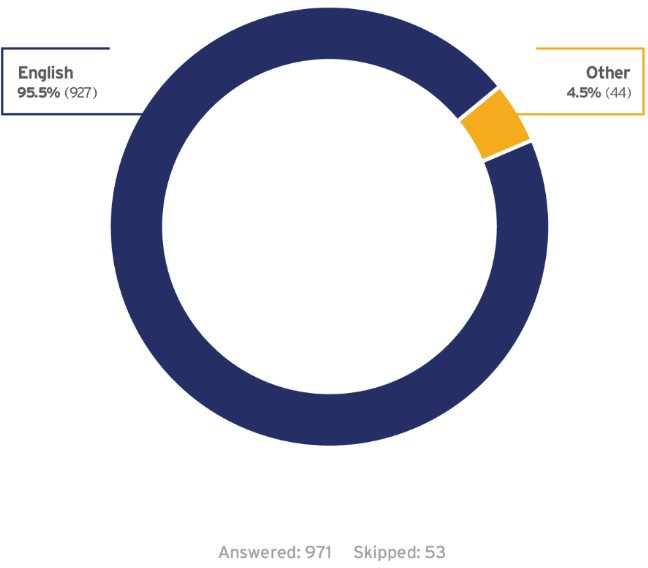 English
95.5% (927)
Other
4.5% (44)
Answered: 971 Skipped: 53